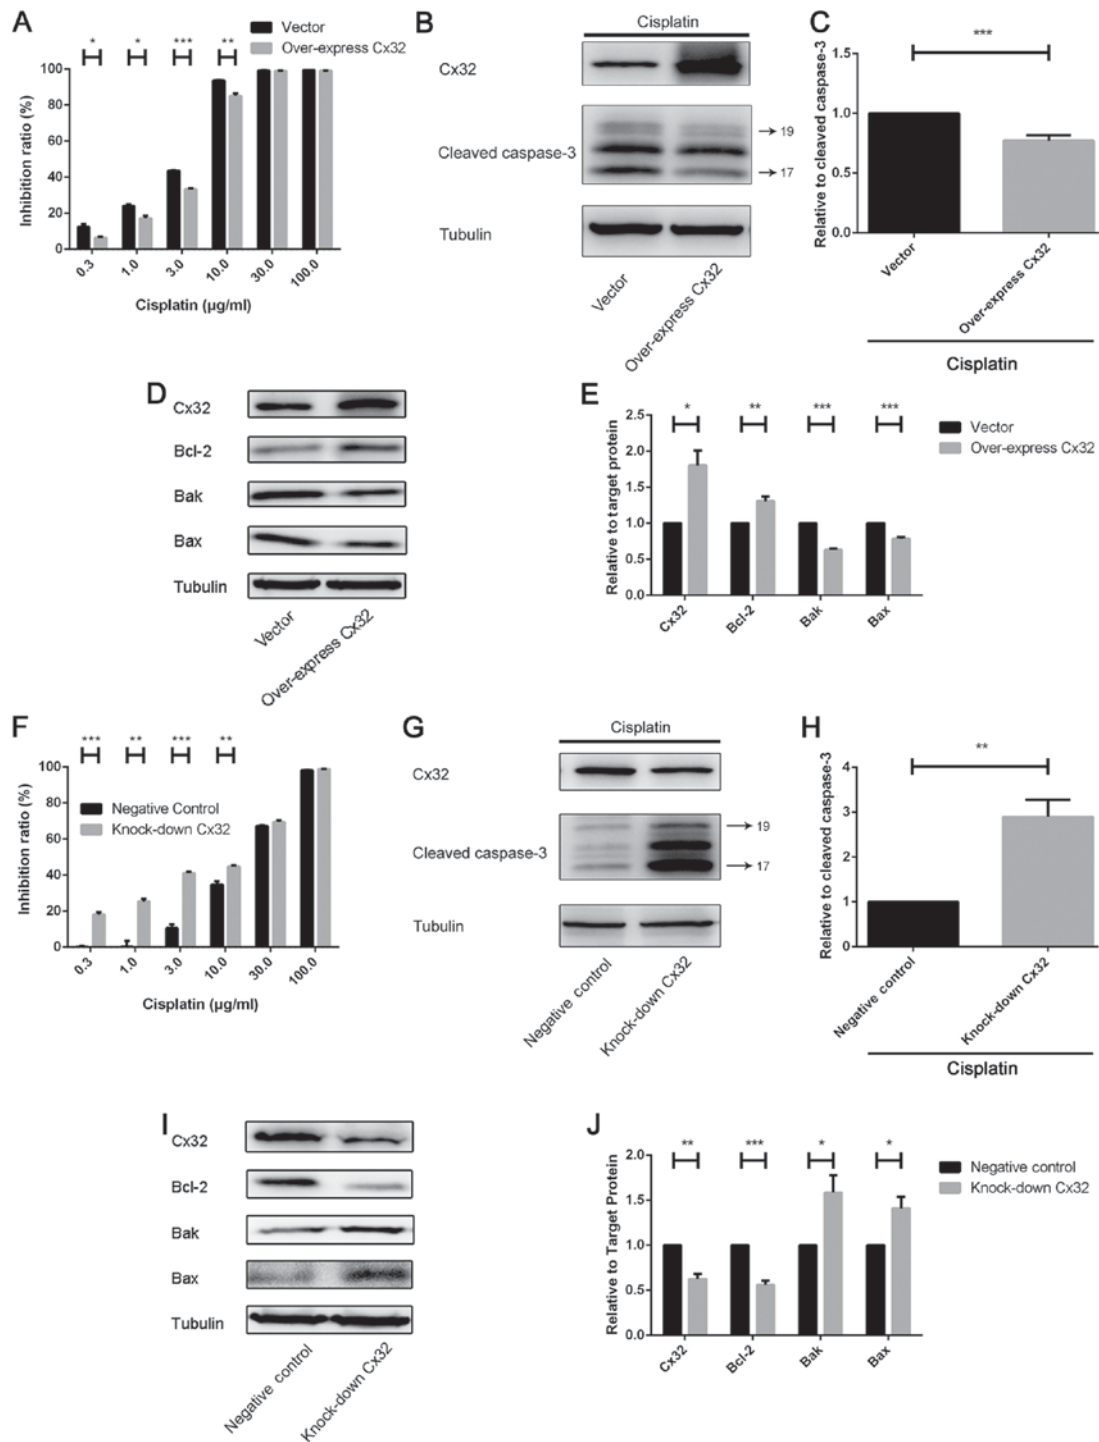 A
* * *** **
Vector
Over-express Cx32
Inhibition ratio (%)
100
80
60
40
20
0
0.3 1.0 3.0 10.0 30.0 100.0
Cisplatin (µg/ml)
B
Cisplatin
Cx32
Cleaved caspase-3
19
17
Tubulin
Vector
Over-express Cx32
C
***
Relative to cleaved caspase-3
1.5
1.0
0.5
0.0
Vector
Over-express Cx32
Cisplatin
D
Cx32
Bcl-2
Bak
Bax
Tubulin
Vector
Over-express Cx32
E
* ** *** ***
Vector
Over-express Cx32
Relative to target protein
2.5
2.0
1.5
1.0
0.5
0.0
Cx32 Bcl-2 Bak Bax
F
*** ** *** **
Negative Control
Knock-down Cx32
Inhibition ratio (%)
100
80
60
40
20
0
0.3 1.0 3.0 10.0 30.0 100.0
Cisplatin (µg/ml)
G
Cisplatin
Cx32
Cleaved caspase-3
19
17
Tubulin
Negative control
Knock-down Cx32
H
**
Relative to cleaved caspase-3
4
3
2
1
0
Negative control
Knock-down Cx32
Cisplatin
I
Cx32
Bcl-2
Bak
Bax
Tubulin
Negative control
Knock-down Cx32
J
** *** * *
Negative control
Knock-down Cx32
Relative to Target Protein
2.0
1.5
1.0
0.5
0.0
Cx32 Bcl-2 Bak Bax